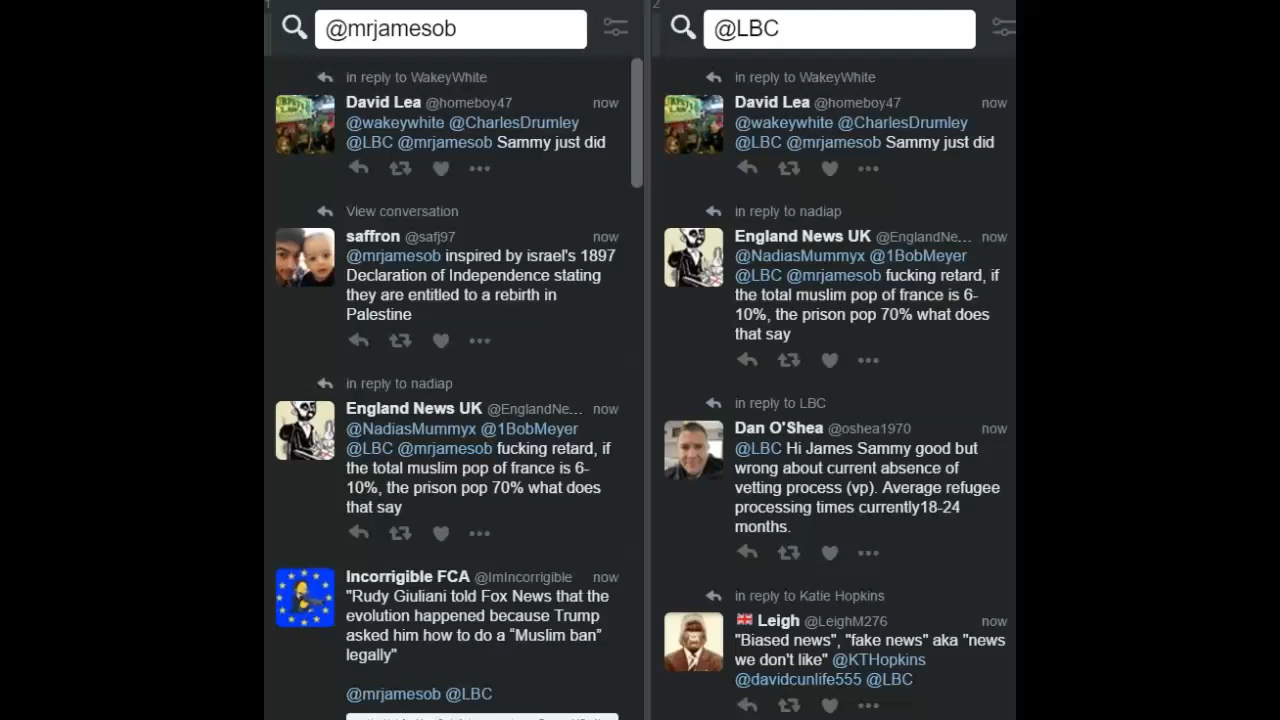 1
@mrjamesob
in reply to WakeyWhite
David Lea @homeboy47 now
@wakeywhite @CharlesDrumley
@LBC @mrjamesob Sammy just did
View conversation
saffron @safj97 now
@mrjamesob inspired by israel's 1897
Declaration of Independence stating
they are entitled to a rebirth in
Palestine
in reply to nadiap
England News UK @EnglandNe... now
@NadiasMummyx @1BobMeyer
@LBC @mrjamesob fucking retard, if
the total muslim pop of france is 6-
10%, the prison pop 70% what does
that say
Incorrigible FCA @ImIncorrigible now
"Rudy Giuliani told Fox News that the
evolution happened because Trump
asked him how to do a “Muslim ban”
legally"
@mrjamesob @LBC
2
@LBC
in reply to WakeyWhite
David Lea @homeboy47 now
@wakeywhite @CharlesDrumley
@LBC @mrjamesob Sammy just did
in reply to nadiap
England News UK @EnglandNe... now
@NadiasMummyx @1BobMeyer
@LBC @mrjamesob fucking retard, if
the total muslim pop of france is 6-
10%, the prison pop 70% what does
that say
in reply to LBC
Dan O'Shea @oshea1970 now
@LBC Hi James Sammy good but
wrong about current absence of
vetting process (vp). Average refugee
processing times currently18-24
months.
in reply to Katie Hopkins
Leigh @LeighM276 now
"Biased news", "fake news" aka "news
we don't like" @KTHopkins
@davidcunlife555 @LBC